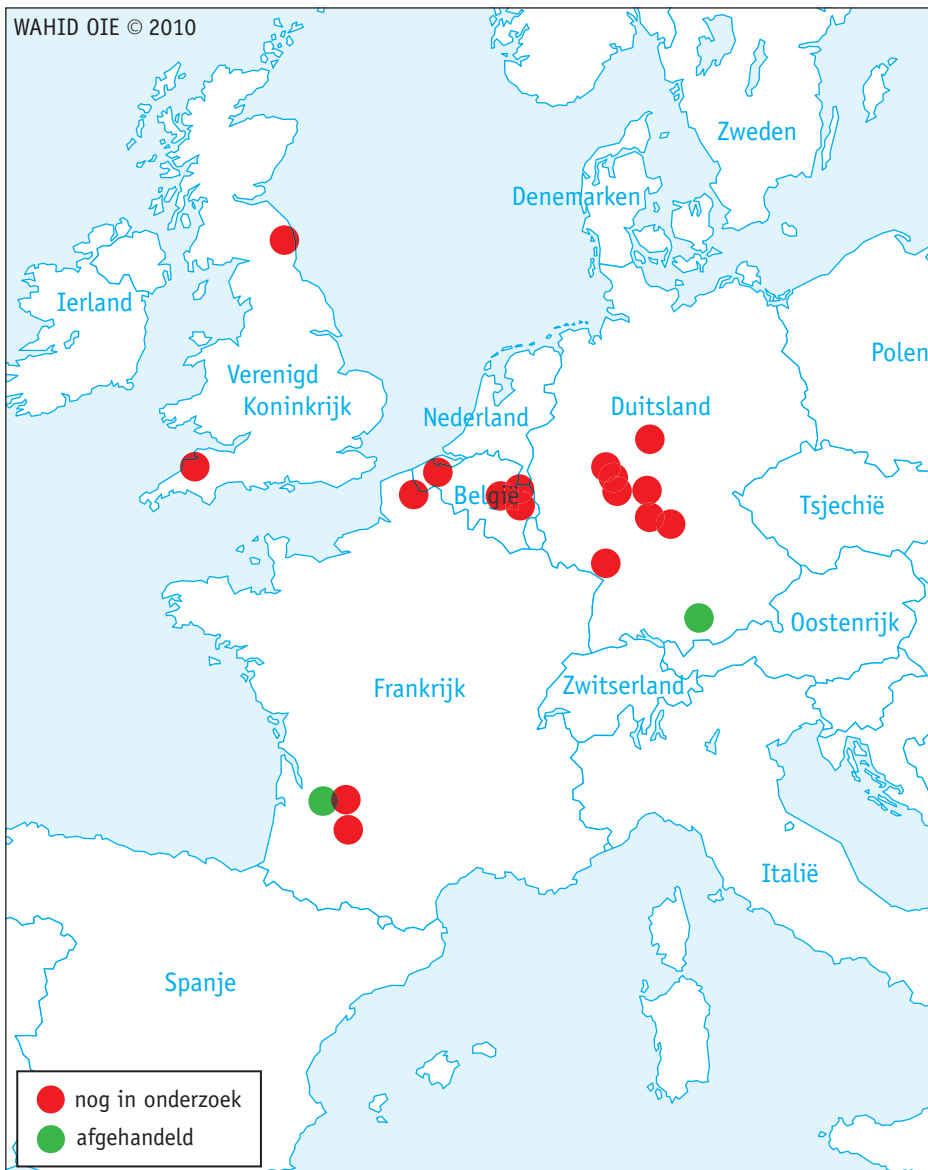 WAHID OIE © 2010
Zweden
Denemarken
Ierland
Polen
Verenigd
Koninkrijk
Nederland
Duitsland
België
Tsjechië
Oostenrijk
Frankrijk
Zwitserland
Italië
Spanje
nog in onderzoek
afgehandeld